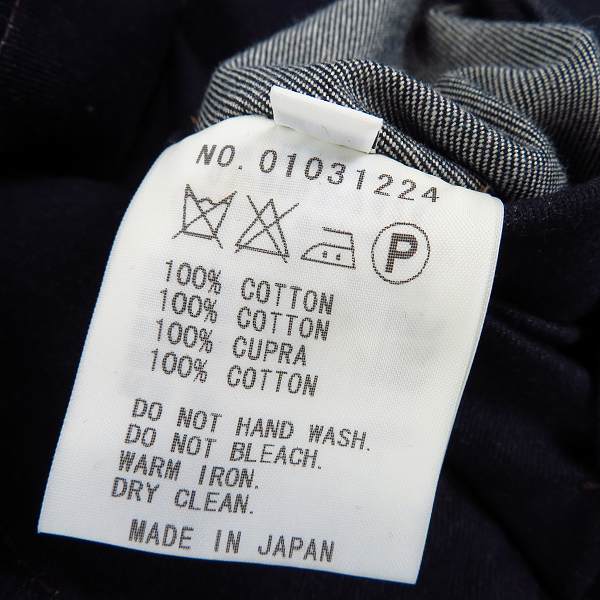 NO. 01031224
P
100% COTTON
100% COTTON
100% CUPRA
100% COTTON
DO NOT HAND WASH.
DO NOT BLEACH.
WARM IRON.
DRY CLEAN.
MADE IN JAPAN